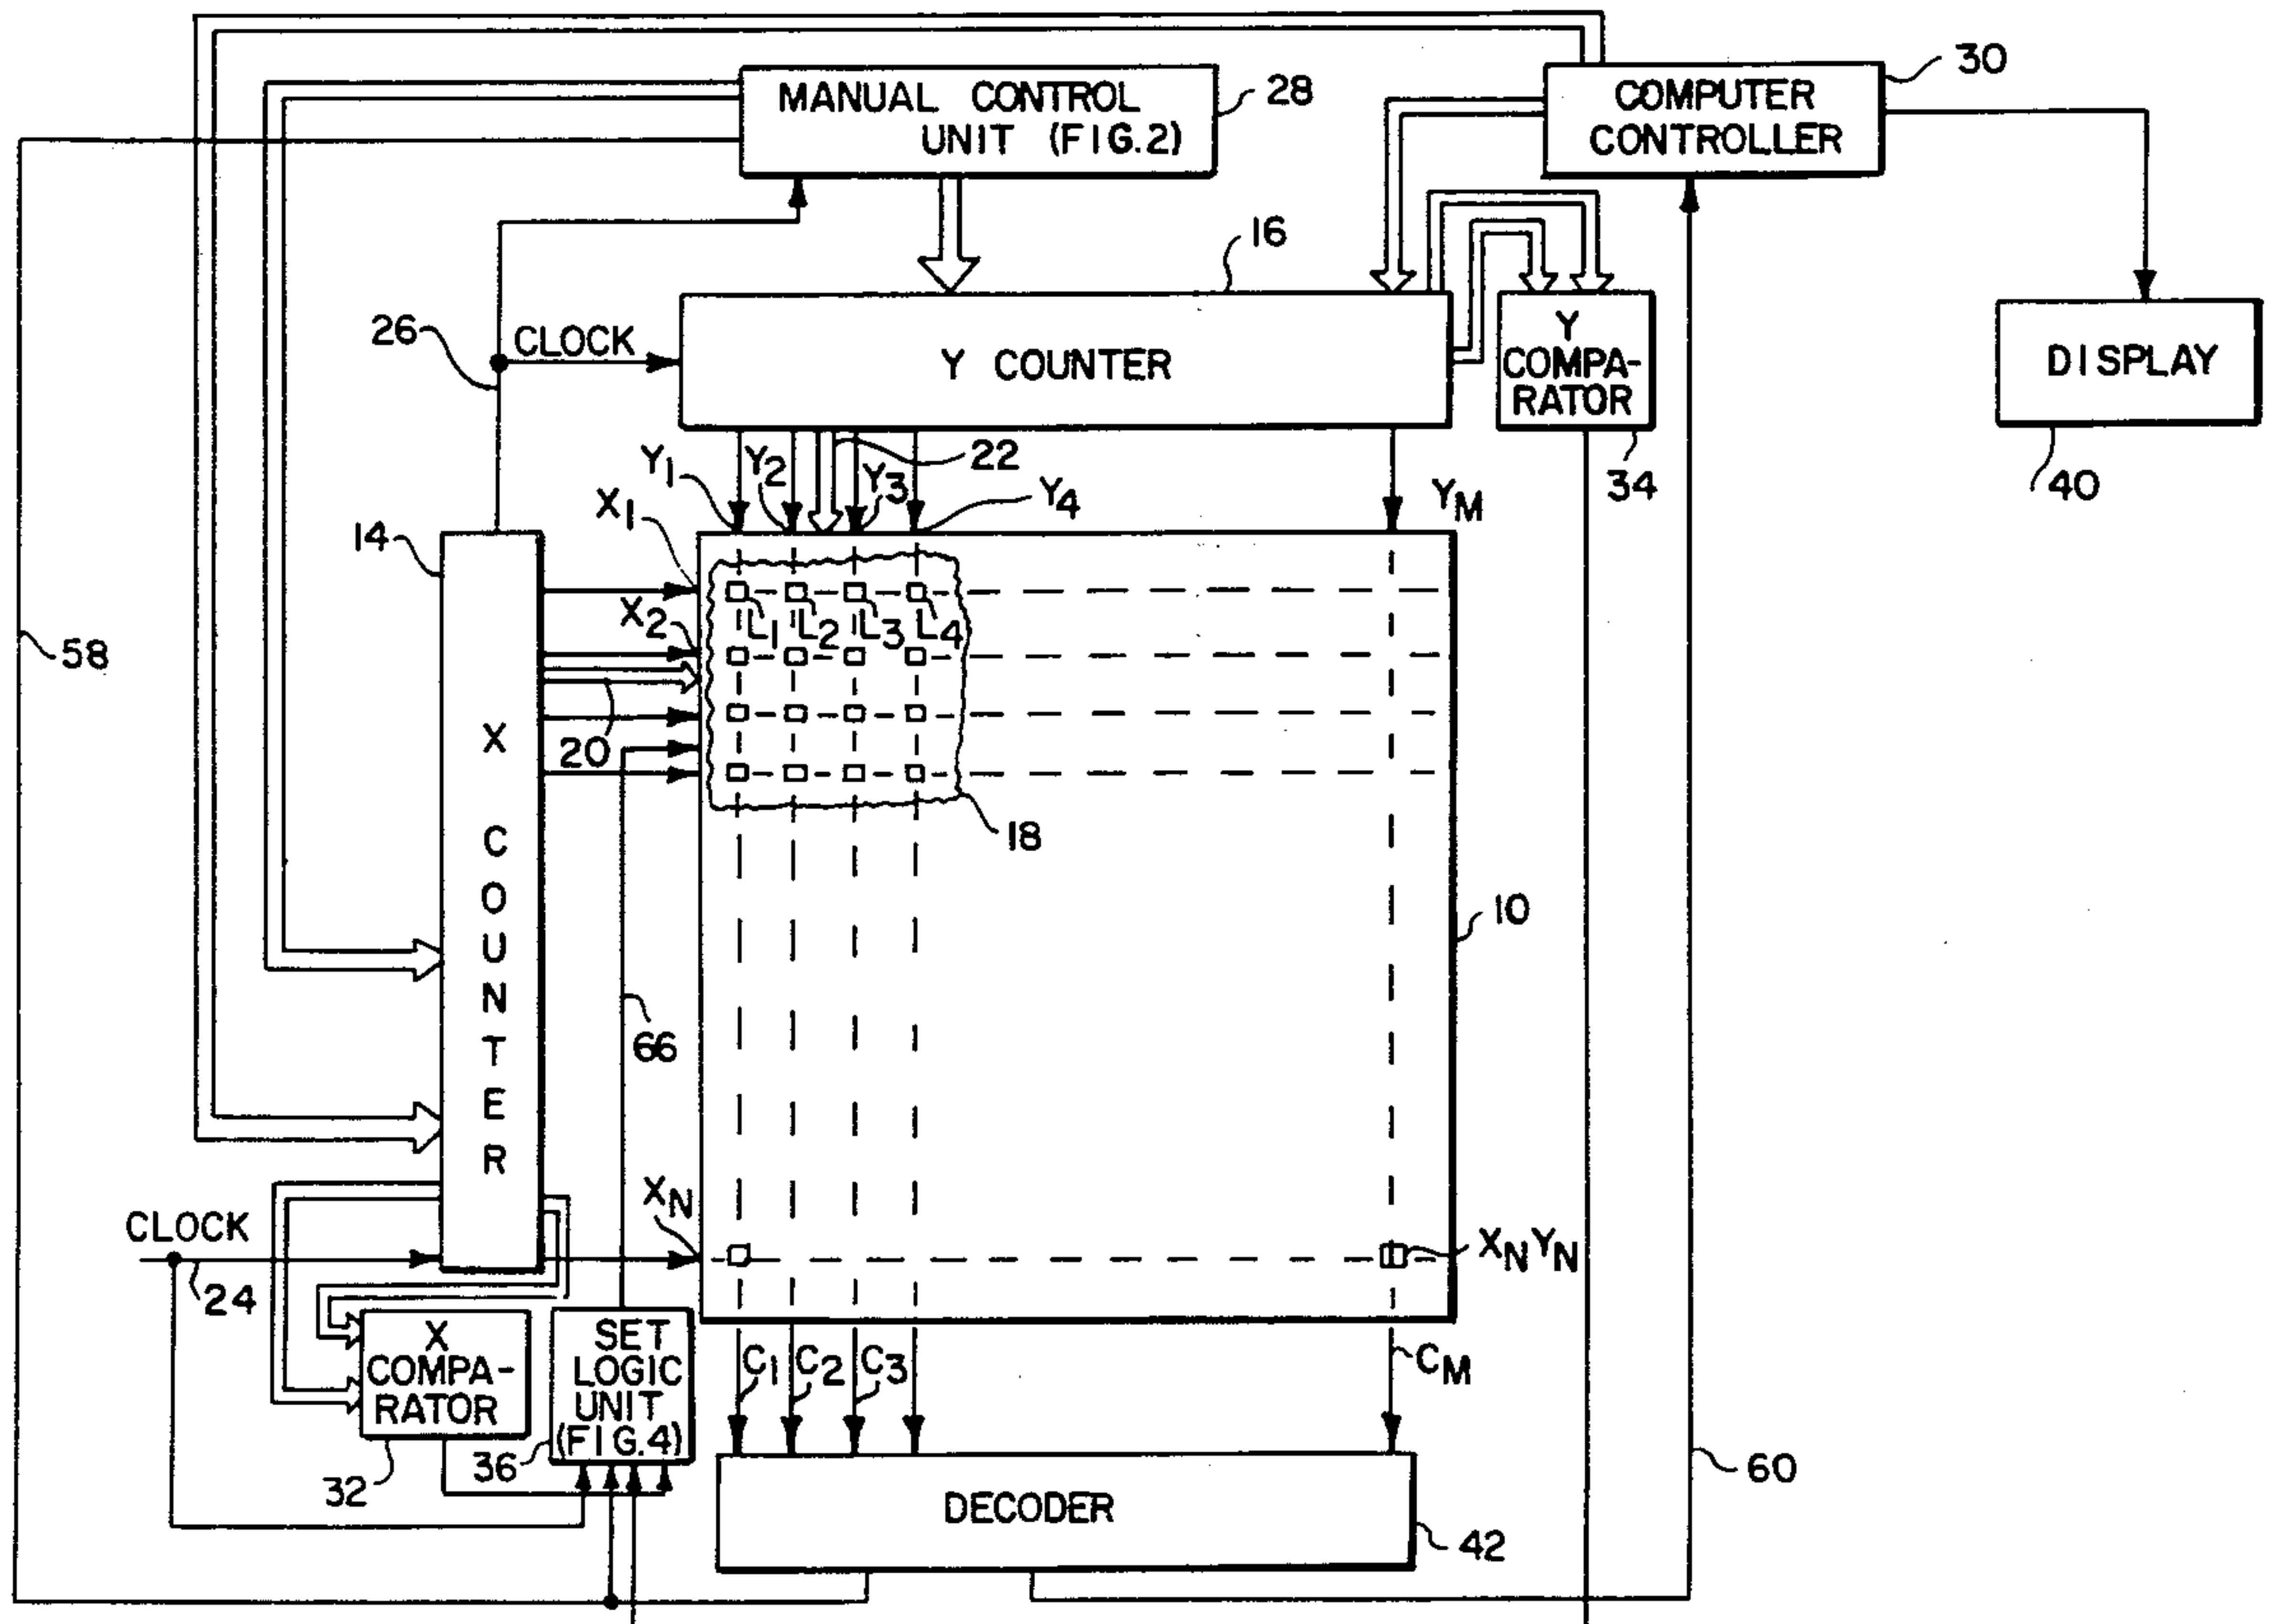 MANUAL CONTROL
UNIT (FIG.2)
28
COMPUTER
CONTROLLER
30
16
26
CLOCK
Y COUNTER
Y
COMPA-
RATOR
34
DISPLAY
40
Y1
Y2
22
Y3
Y4
YM
X1
14
X2
L1
L2
L3
L4
58
X COUNTER
20
18
10
66
XN
CLOCK
24
XNYN
X
COMPA-
RATOR
32
SET
LOGIC
UNIT
(FIG.4)
36
C1
C2
C3
CM
DECODER
42
60